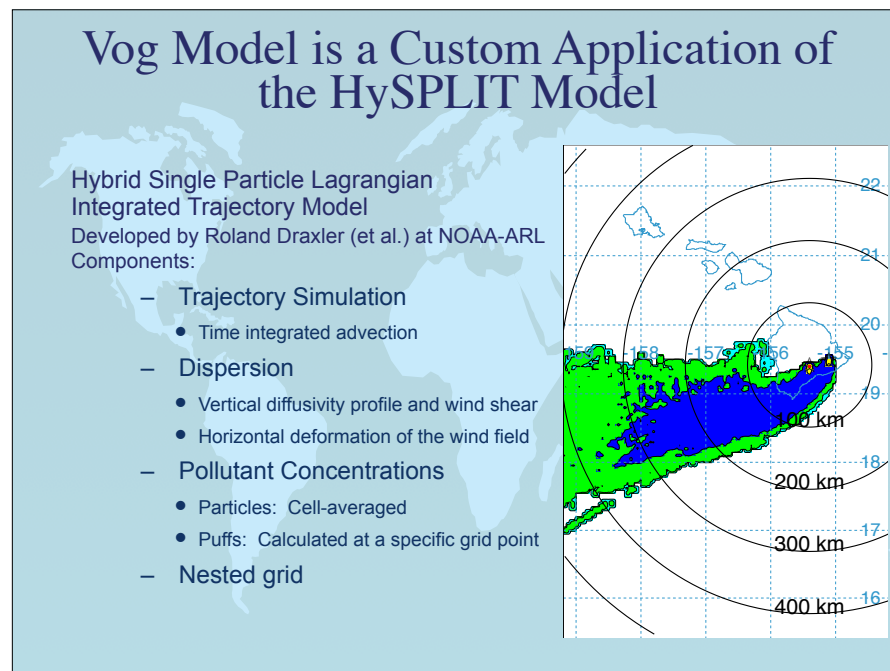 Vog Model is a Custom Application of
the HySPLIT Model
Hybrid Single Particle Lagrangian
Integrated Trajectory Model
Developed by Roland Draxler (et al.) at NOAA-ARL
Components:
– Trajectory Simulation
• Time integrated advection
– Dispersion
• Vertical diffusivity profile and wind shear
• Horizontal deformation of the wind field
– Pollutant Concentrations
• Particles: Cell-averaged
• Puffs: Calculated at a specific grid point
– Nested grid
22
21
20
-158 -157 -156 -155
19
100 km
18
200 km
17
300 km
16
400 km